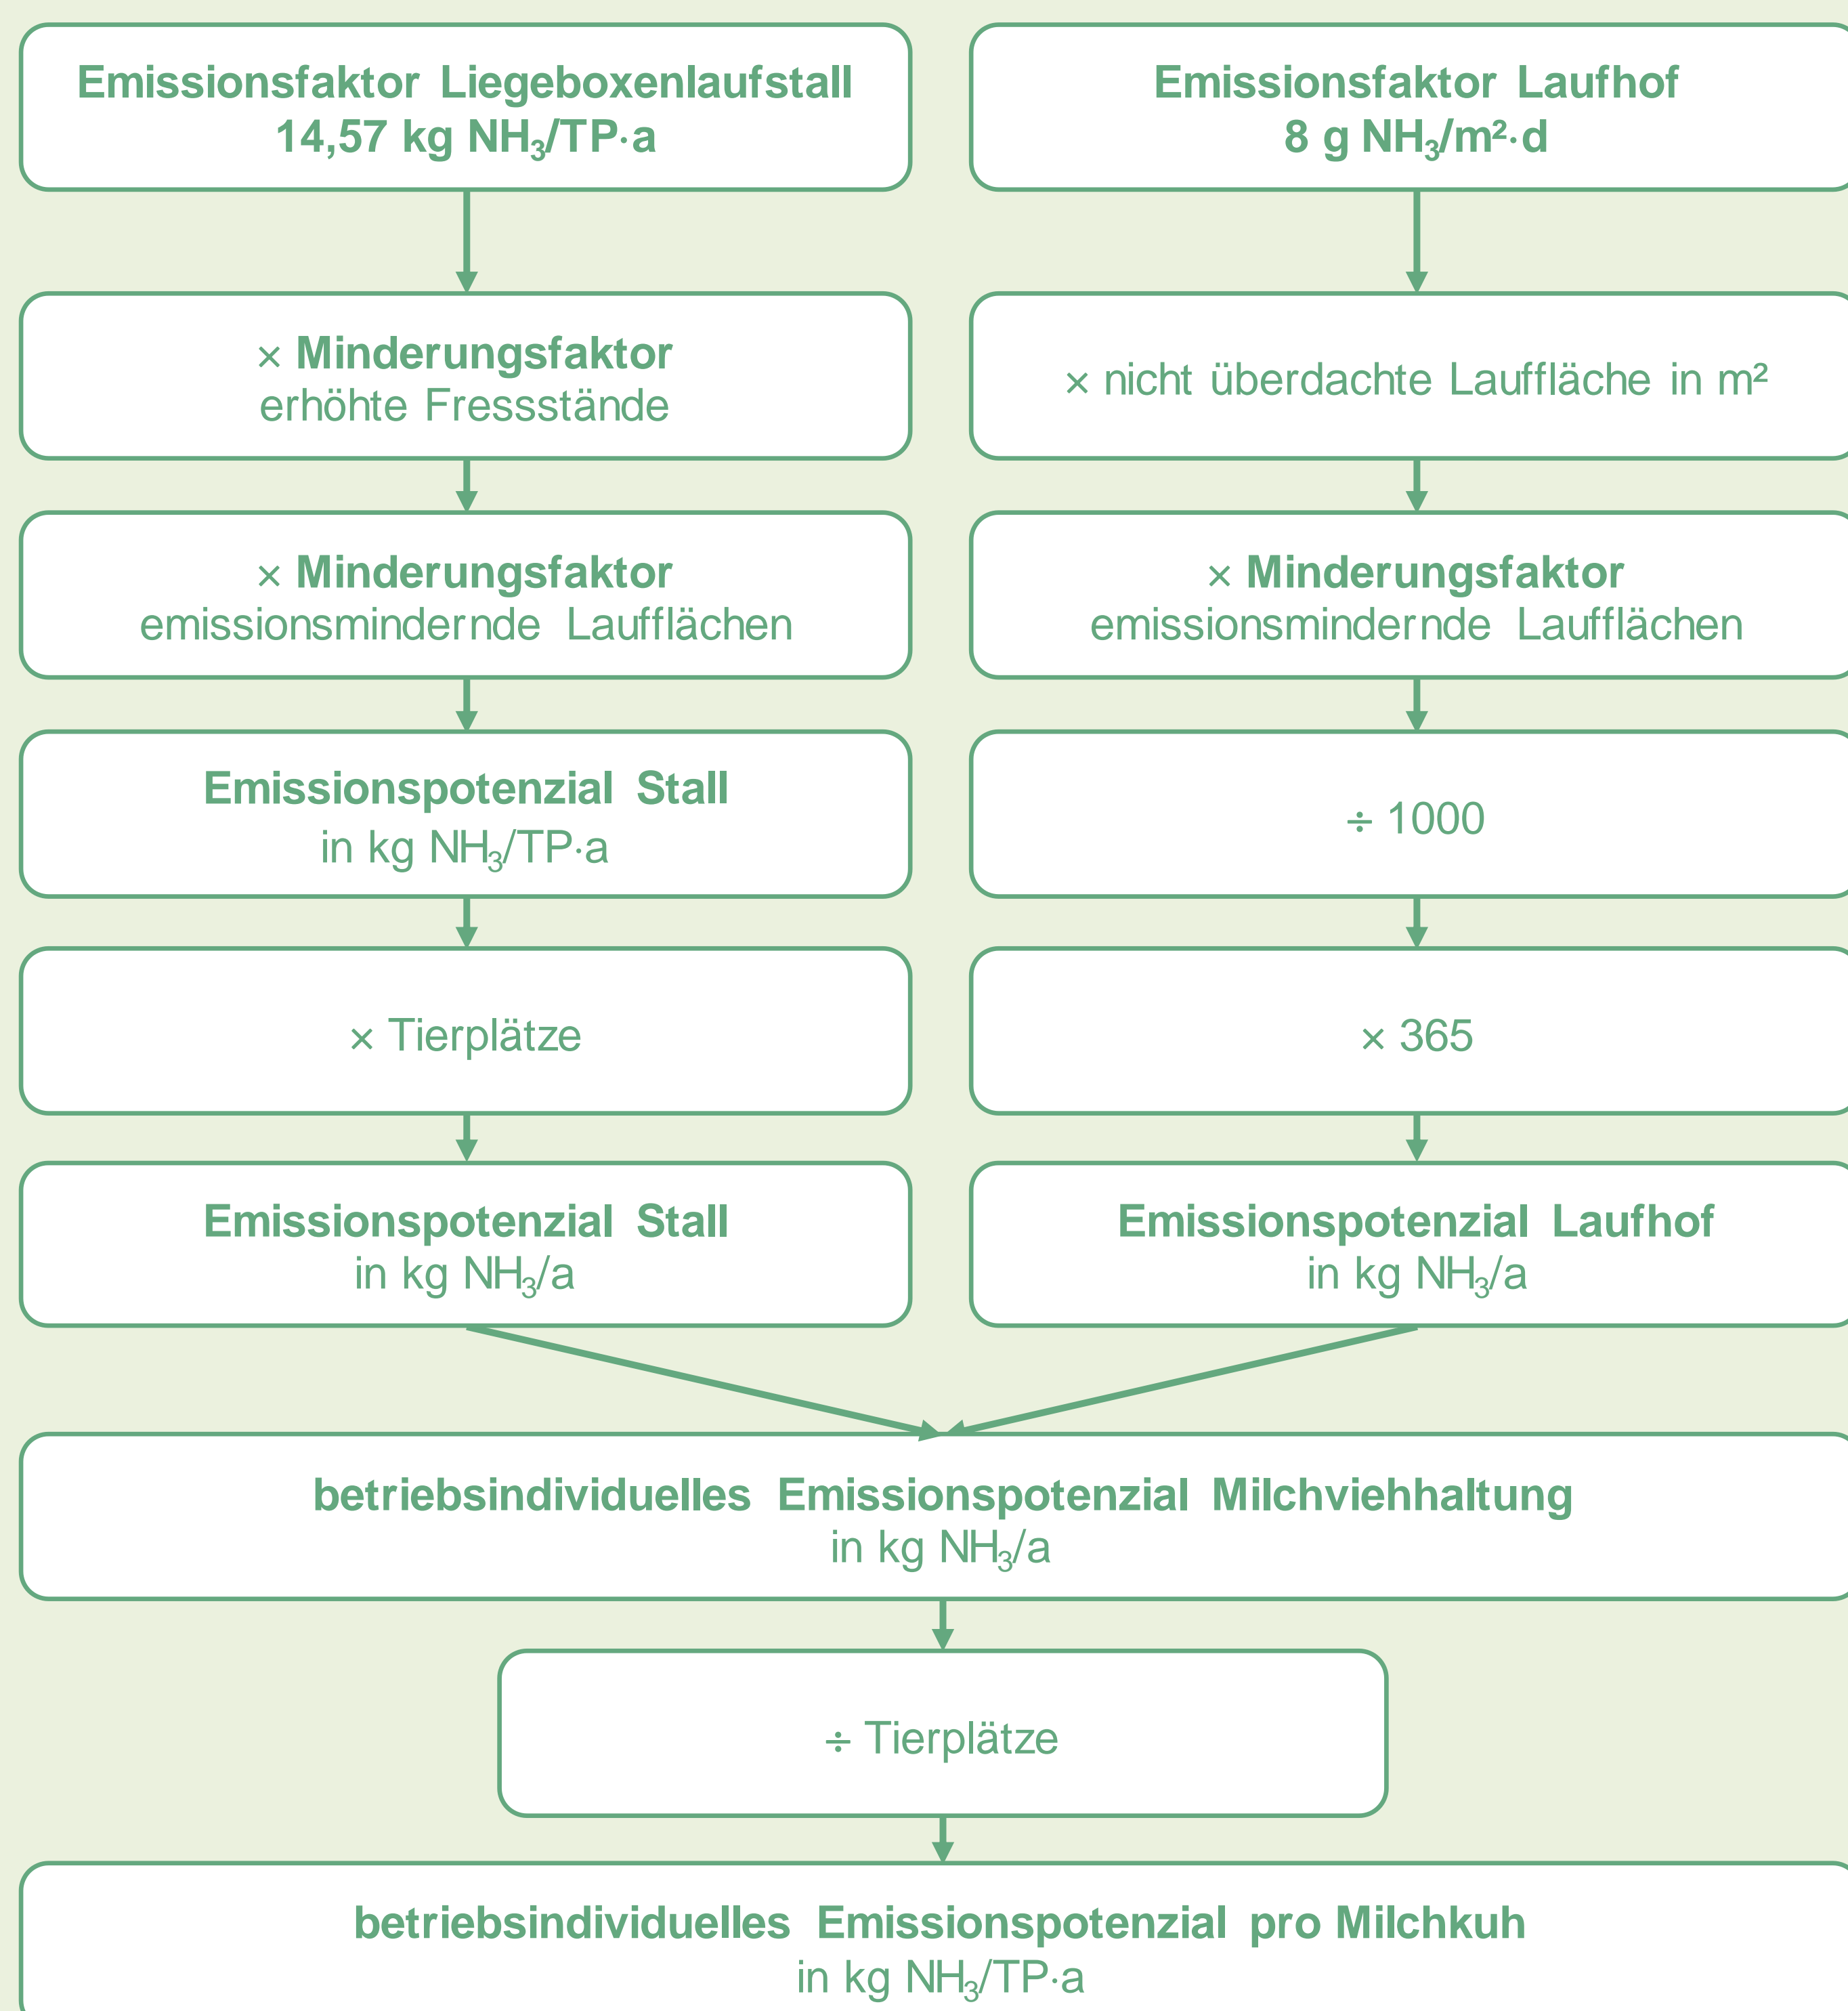 Emissionsfaktor Liegeboxenlaufstall
14,57 kg NH₃/TP·a
Emissionsfaktor Laufhof
8 g NH₃/m²·d
× Minderungsfaktor
erhöhte Fressstände
× nicht überdachte Lauffläche in m²
× Minderungsfaktor
emissionsmindernde Laufflächen
× Minderungsfaktor
emissionsmindernde Laufflächen
Emissionspotenzial Stall
in kg NH₃/TP·a
÷ 1000
× Tierplätze
× 365
Emissionspotenzial Stall
in kg NH₃/a
Emissionspotenzial Laufhof
in kg NH₃/a
betriebsindividuelles Emissionspotenzial Milchviehhaltung
in kg NH₃/a
÷ Tierplätze
betriebsindividuelles Emissionspotenzial pro Milchkuh
in kg NH₃/TP·a